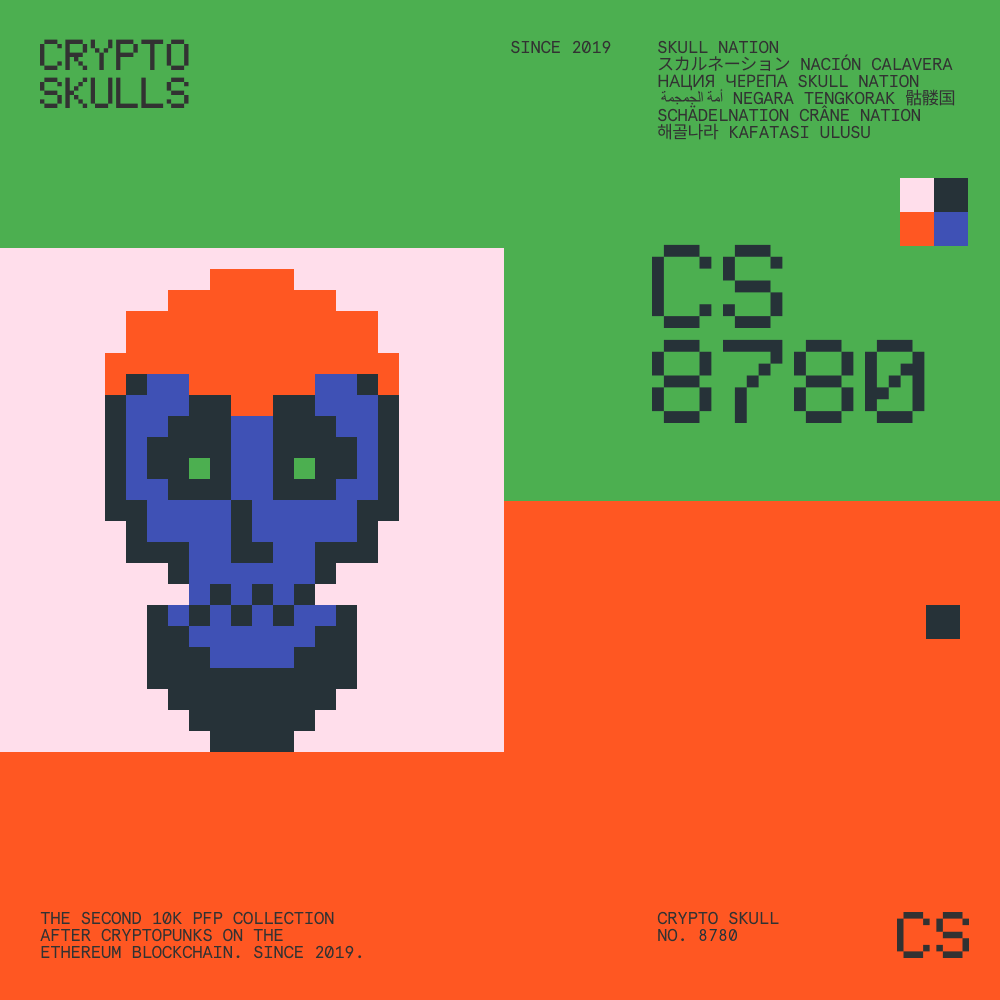 CRYPTO
SKULLS
SINCE 2019
SKULL NATION
スカルネーション NACIÓN CALAVERA
НАЦИЯ ЧЕРЕПА SKULL NATION
أمة الجمجمة NEGARA TENGKORAK 骷髅国
SCHÄDELNATION CRÂNE NATION
해골나라 KAFATASI ULUSU
CS
8780
THE SECOND 10K PFP COLLECTION
AFTER CRYPTOPUNKS ON THE
ETHEREUM BLOCKCHAIN. SINCE 2019.
CRYPTO SKULL
NO. 8780
CS